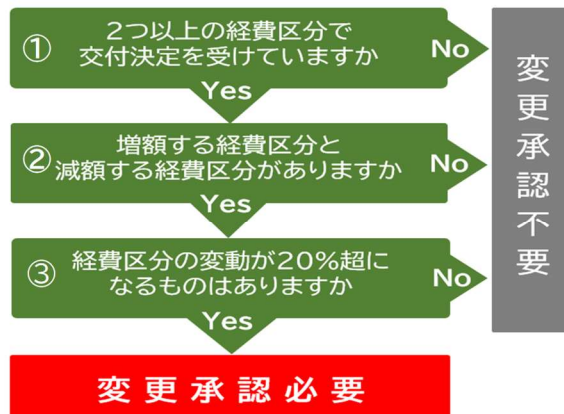 ① 2つ以上の経費区分で
交付決定を受けていますか
No
Yes
② 増額する経費区分と
減額する経費区分がありますか
No
Yes
③ 経費区分の変動が20%超に
なるものはありますか
No
Yes
変更承認必要
変更承認不要